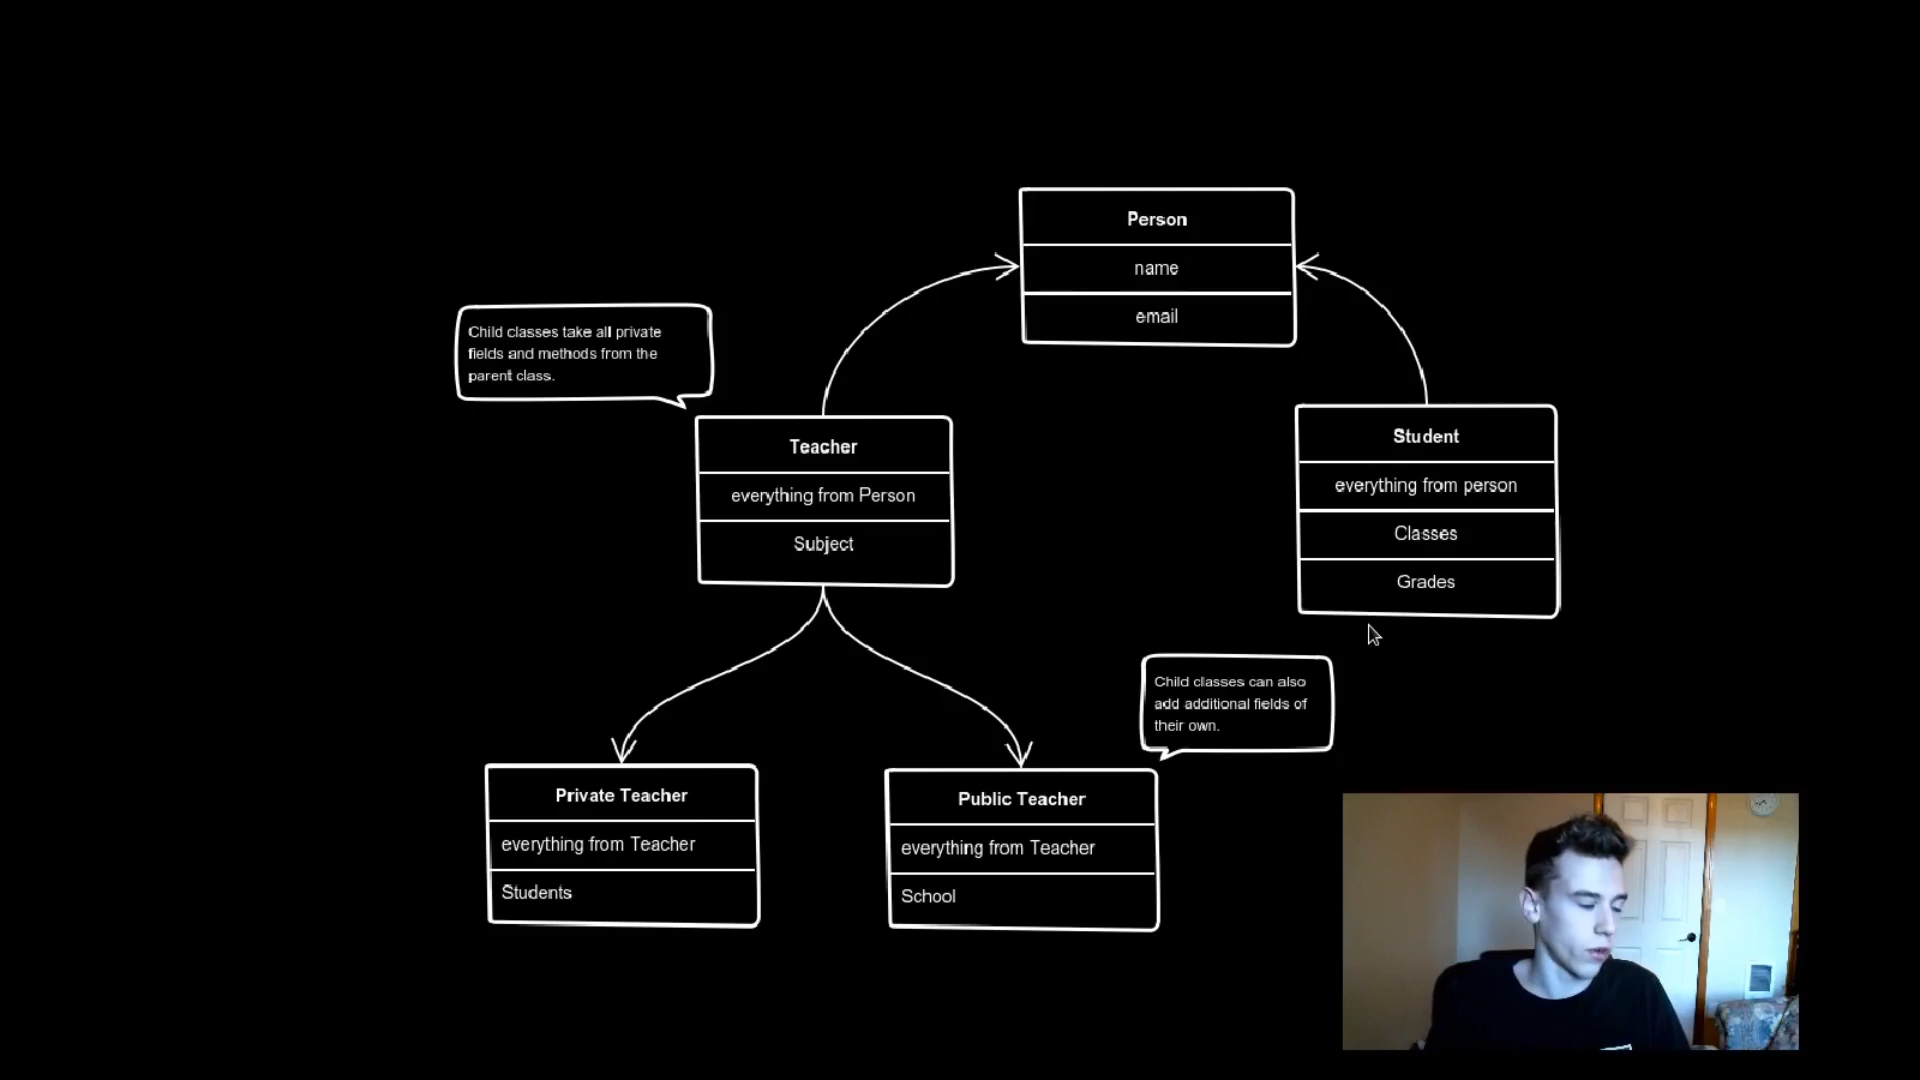 Person
name
email
Child classes take all private
fields and methods from the
parent class.
Teacher
everything from Person
Subject
Student
everything from person
Classes
Grades
Child classes can also
add additional fields of
their own.
Private Teacher
everything from Teacher
Students
Public Teacher
everything from Teacher
School